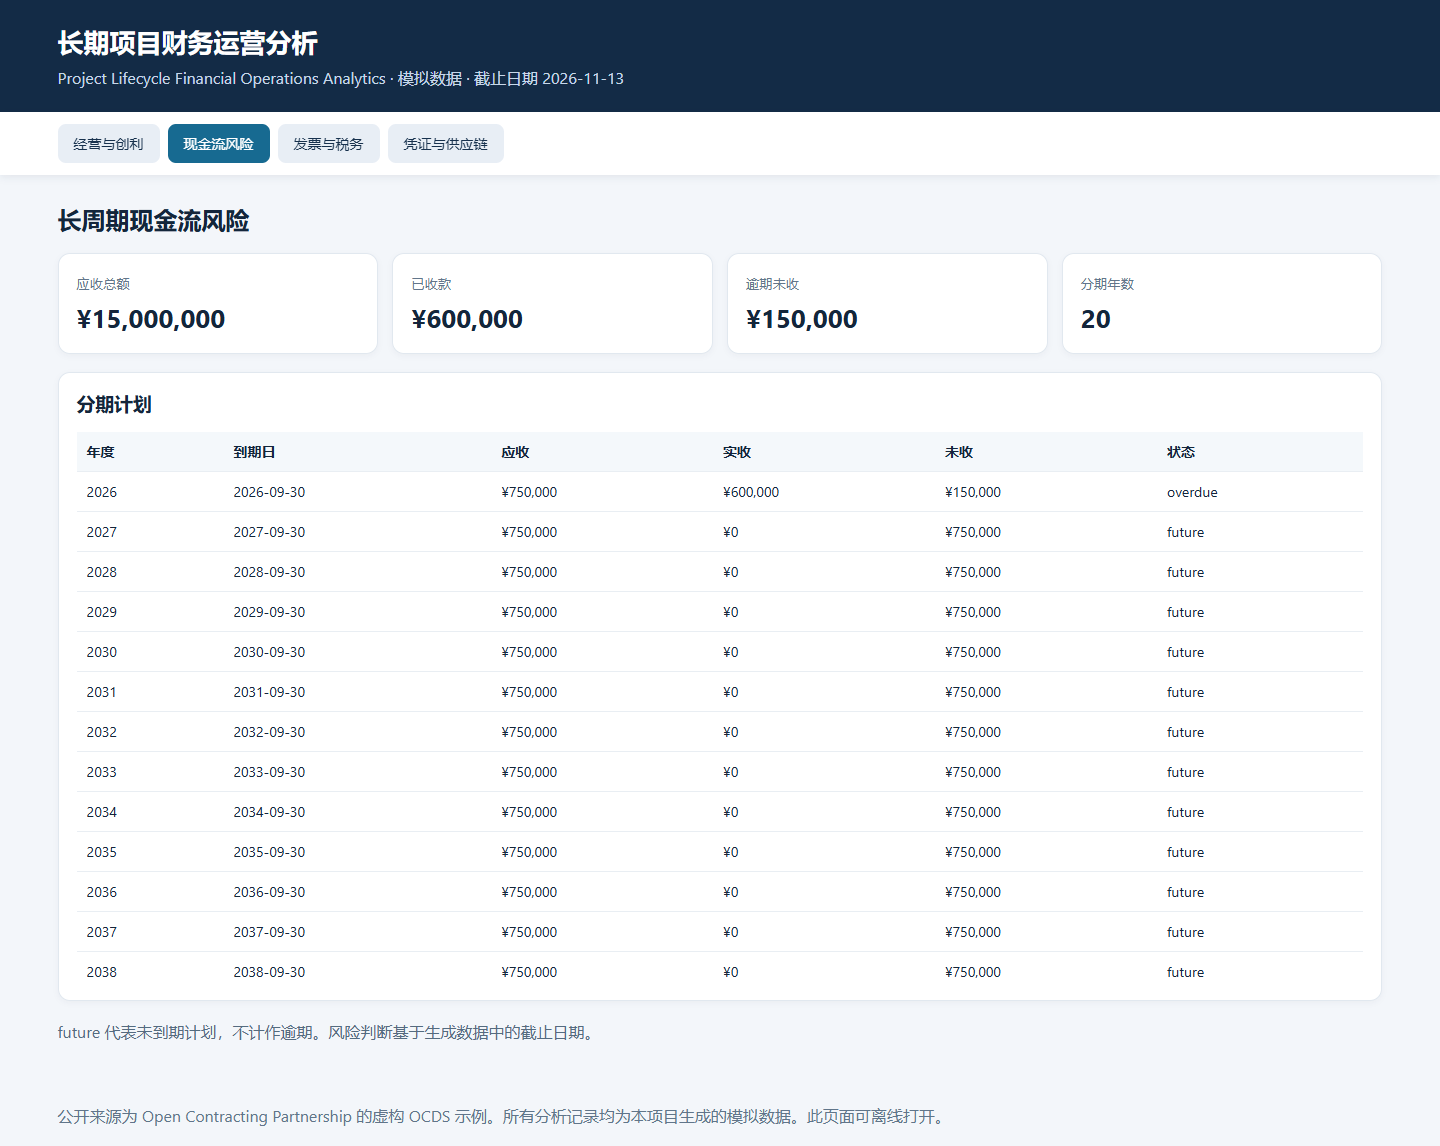 长期项目财务运营分析
Project Lifecycle Financial Operations Analytics · 模拟数据 · 截止日期 2026-11-13
经营与创利 现金流风险 发票与税务 凭证与供应链
长周期现金流风险
应收总额 已收款 逾期未收 分期年数
¥15,000,000 ¥600,000 ¥150,000 20
分期计划
年度 到期日 应收 实收 未收 状态
2026 2026-09-30 ¥750,000 ¥600,000 ¥150,000 overdue
2027 2027-09-30 ¥750,000 ¥0 ¥750,000 future
2028 2028-09-30 ¥750,000 ¥0 ¥750,000 future
2029 2029-09-30 ¥750,000 ¥0 ¥750,000 future
2030 2030-09-30 ¥750,000 ¥0 ¥750,000 future
2031 2031-09-30 ¥750,000 ¥0 ¥750,000 future
2032 2032-09-30 ¥750,000 ¥0 ¥750,000 future
2033 2033-09-30 ¥750,000 ¥0 ¥750,000 future
2034 2034-09-30 ¥750,000 ¥0 ¥750,000 future
2035 2035-09-30 ¥750,000 ¥0 ¥750,000 future
2036 2036-09-30 ¥750,000 ¥0 ¥750,000 future
2037 2037-09-30 ¥750,000 ¥0 ¥750,000 future
2038 2038-09-30 ¥750,000 ¥0 ¥750,000 future
future 代表未到期计划，不计作逾期。风险判断基于生成数据中的截止日期。
公开来源为 Open Contracting Partnership 的虚构 OCDS 示例。所有分析记录均为本项目生成的模拟数据。此页面可离线打开。